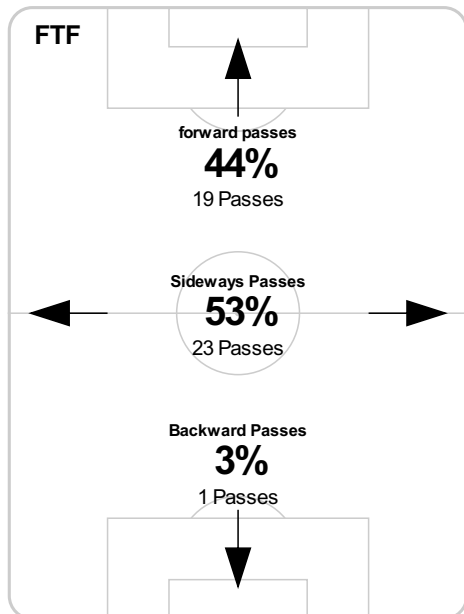 FTF
forward passes
44%
19 Passes
Sideways Passes
53%
23 Passes
Backward Passes
3%
1 Passes